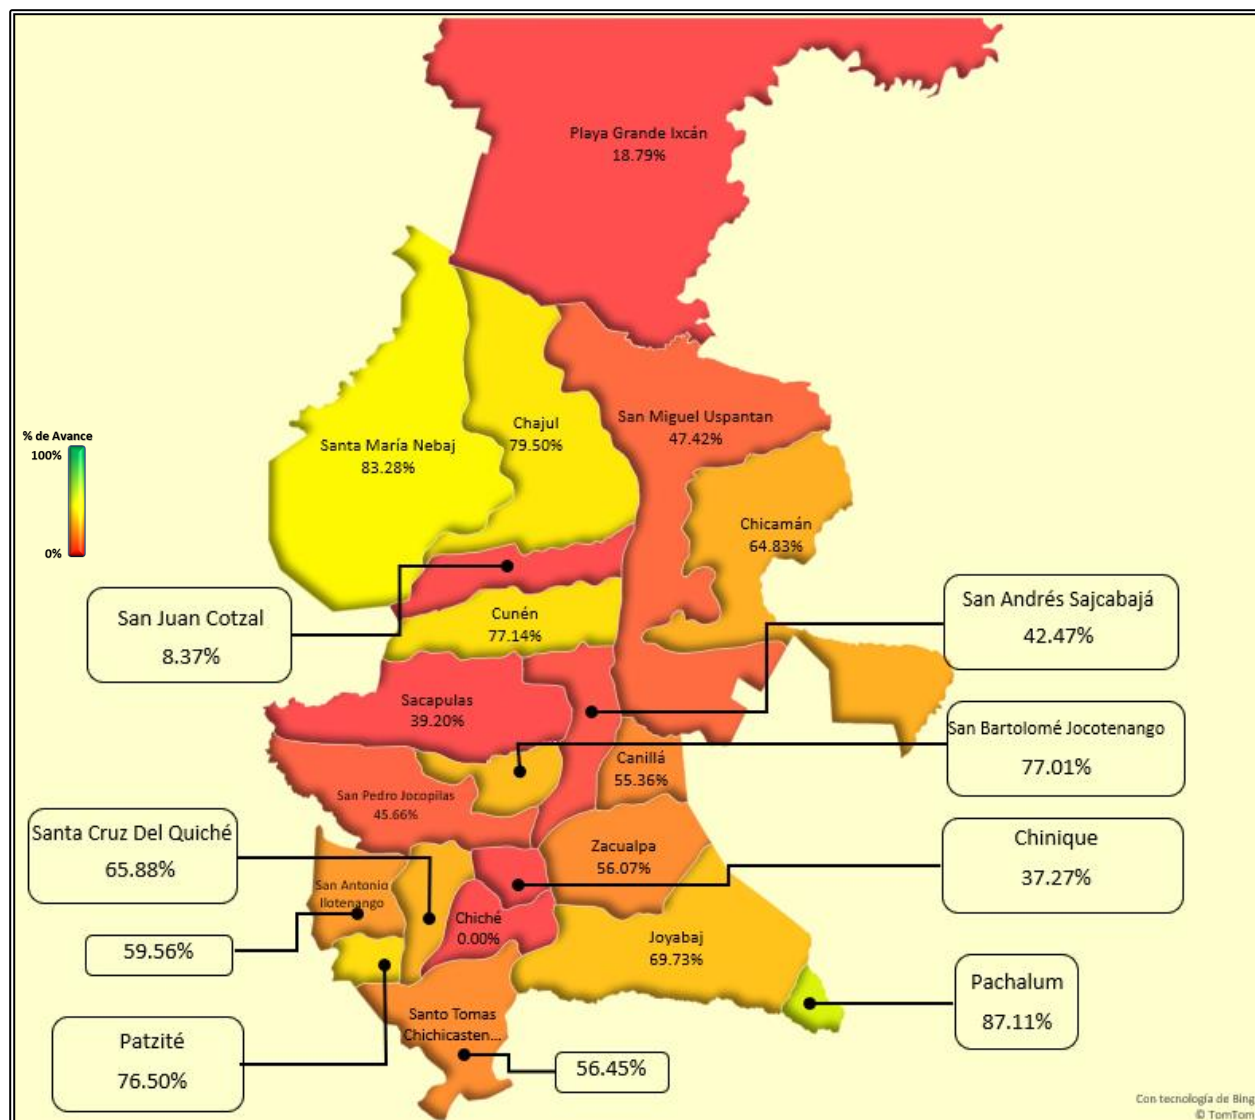 Playa Grande Ixcán
18.79%
Chajul
79.50%
San Miguel Uspantan
47.42%
Santa María Nebaj
83.28%
% de Avance
100%
0%
Chicamán
64.83%
San Juan Cotzal
8.37%
Cunén
77.14%
San Andrés Sajcabajá
42.47%
Sacapulas
39.20%
San Bartolomé Jocotenango
77.01%
Canillá
55.36%
San Pedro Jocopilas
45.66%
Santa Cruz Del Quiché
65.88%
Zacualpa
56.07%
Chinique
37.27%
San Antonio
Ilotenango
59.56%
Chiché
0.00%
Joyabaj
69.73%
Pachalum
87.11%
Santo Tomas
Chichicasten...
56.45%
Patzité
76.50%
Con tecnología de Bing
© TomTom